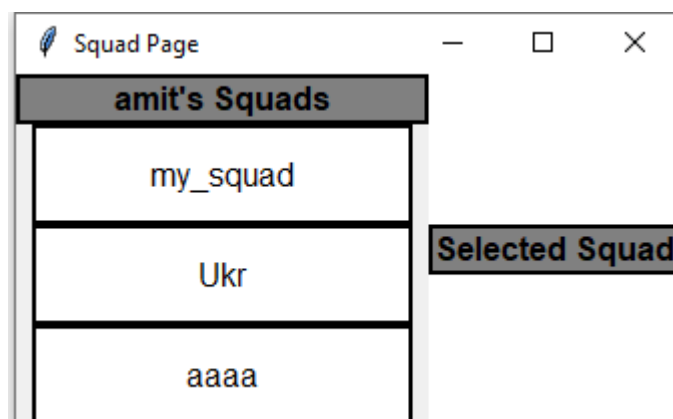 Squad Page
amit's Squads
my_squad
Ukr
Selected Squad
aaaa